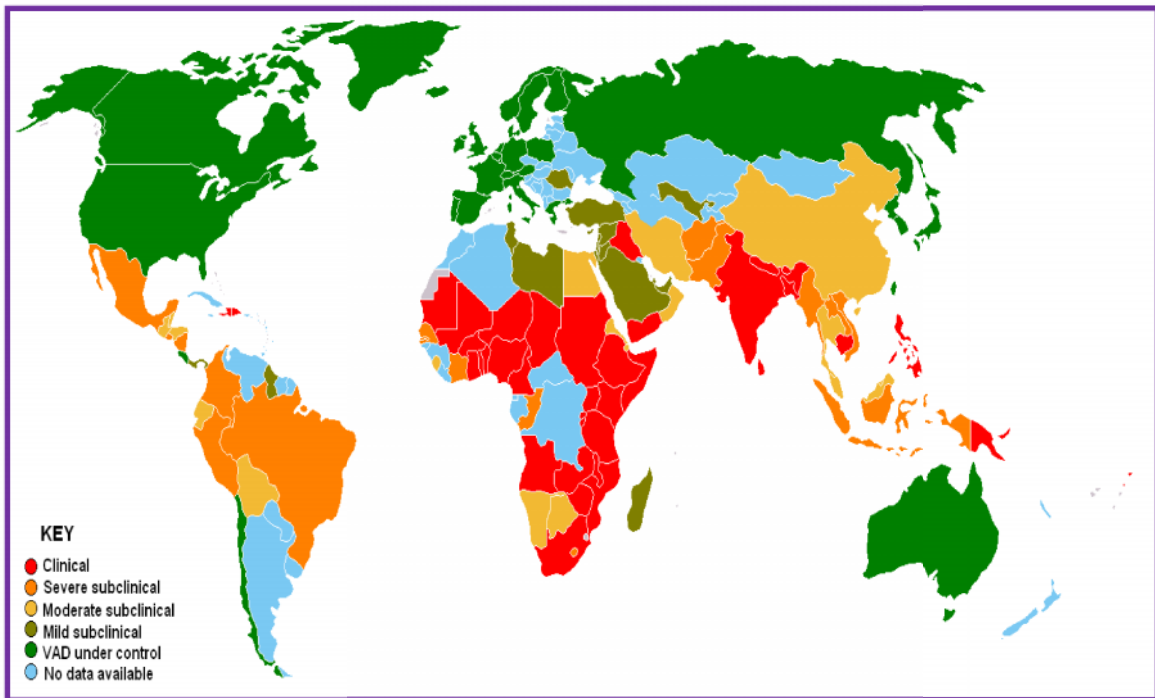 KEY
Clinical
Severe subclinical
Moderate subclinical
Mild subclinical
VAD under control
No data available